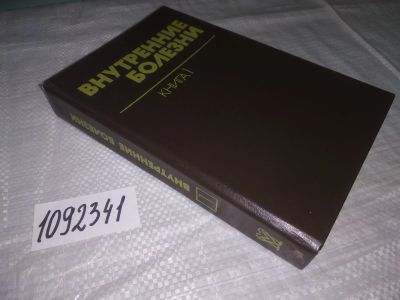 ВНУТРЕННИЕ
БОЛЕЗНИ
КНИГА 1
ВНУТРЕННИЕ БОЛЕЗНИ
1092341